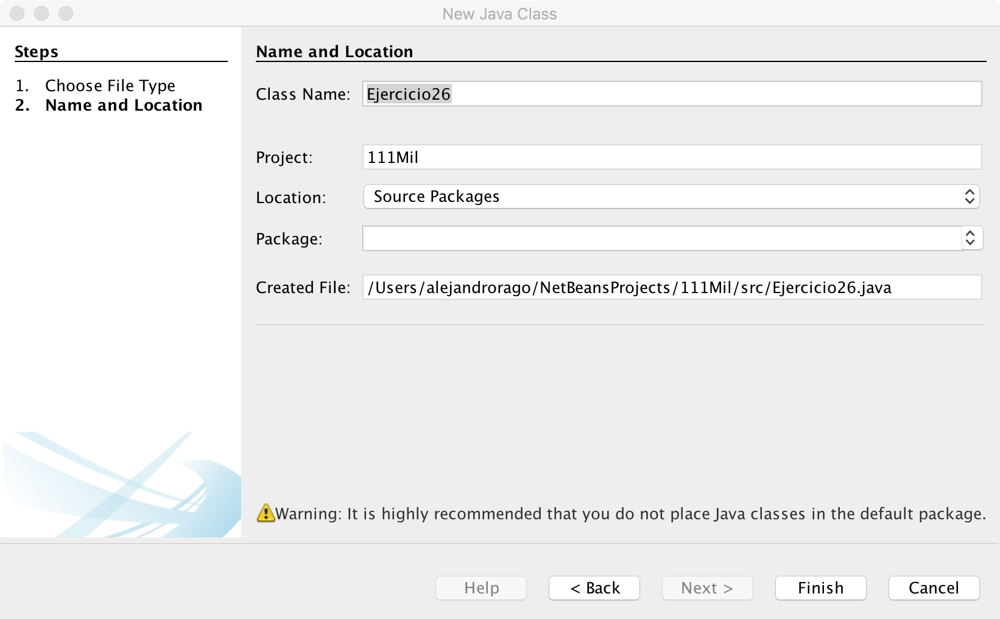 New Java Class
Steps
1. Choose File Type
2. Name and Location
Name and Location
Class Name: Ejercicio26
Project: 111Mil
Location: Source Packages
Package:
Created File: /Users/alejandrorago/NetBeansProjects/111Mil/src/Ejercicio26.java
Warning: It is highly recommended that you do not place Java classes in the default package.
Help < Back Next > Finish Cancel